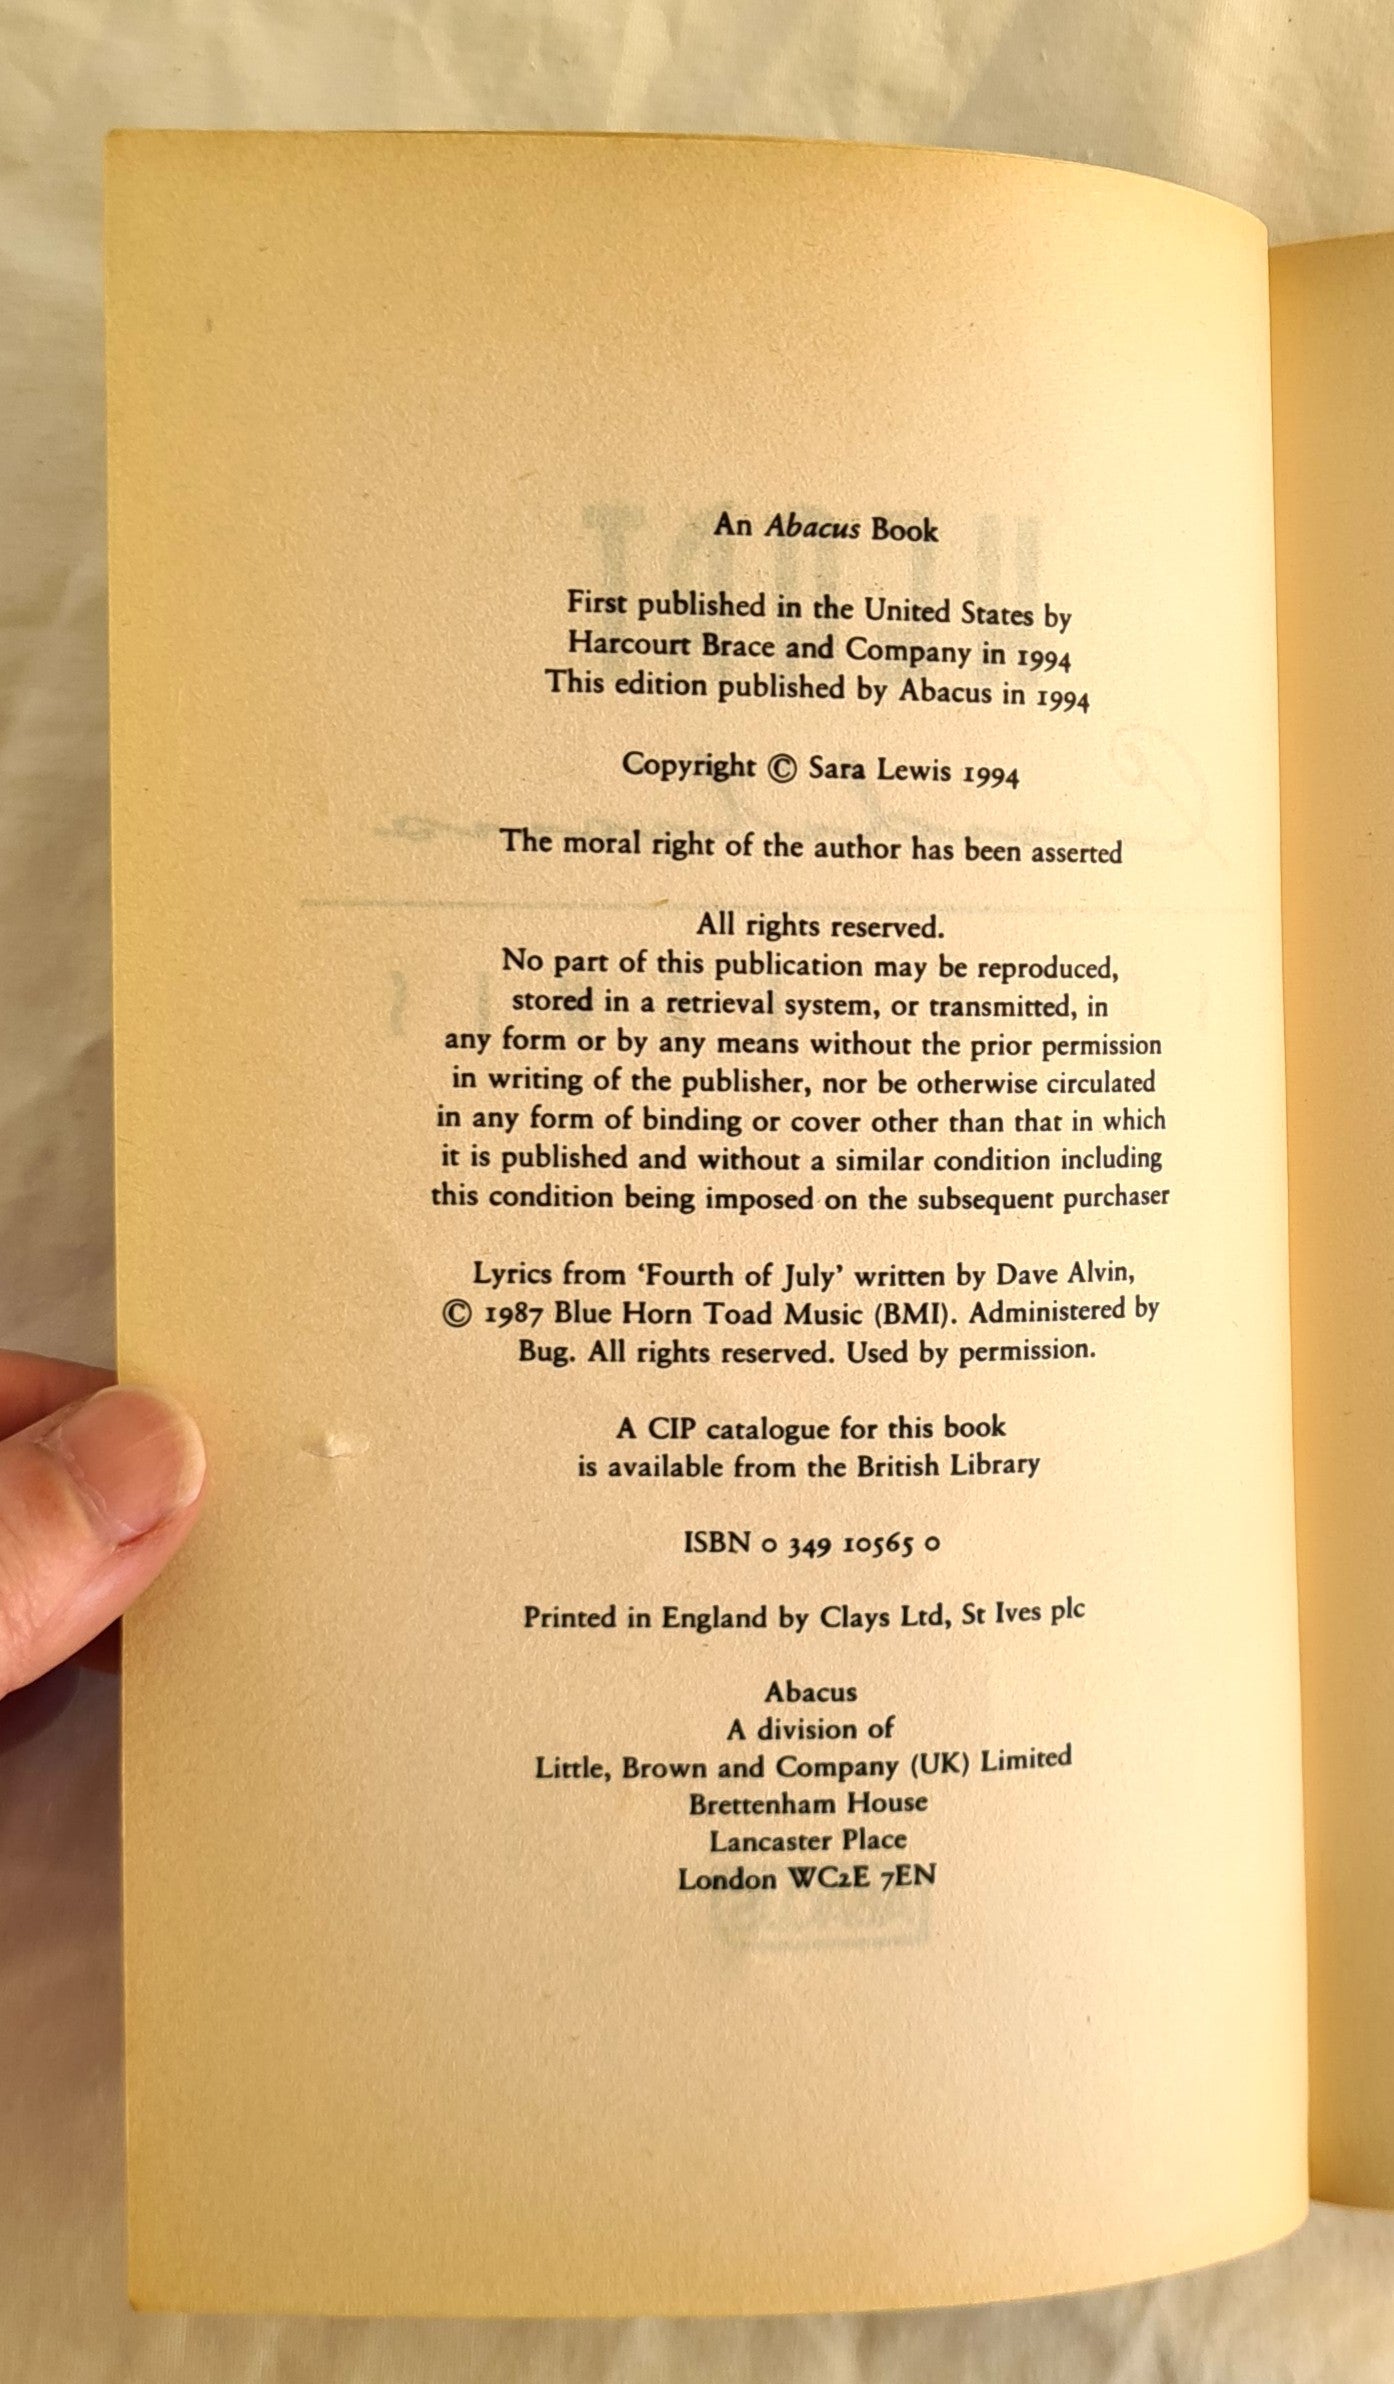 An Abacus Book
First published in the United States by
Harcourt Brace and Company in 1994
This edition published by Abacus in 1994
Copyright © Sara Lewis 1994
The moral right of the author has been asserted
All rights reserved.
No part of this publication may be reproduced,
stored in a retrieval system, or transmitted, in
any form or by any means without the prior permission
in writing of the publisher, nor be otherwise circulated
in any form of binding or cover other than that in which
it is published and without a similar condition including
this condition being imposed on the subsequent purchaser
Lyrics from ‘Fourth of July’ written by Dave Alvin,
© 1987 Blue Horn Toad Music (BMI). Administered by
Bug. All rights reserved. Used by permission.
A CIP catalogue for this book
is available from the British Library
ISBN 0 349 10565 0
Printed in England by Clays Ltd, St Ives plc
Abacus
A division of
Little, Brown and Company (UK) Limited
Brettenham House
Lancaster Place
London WC2E 7EN